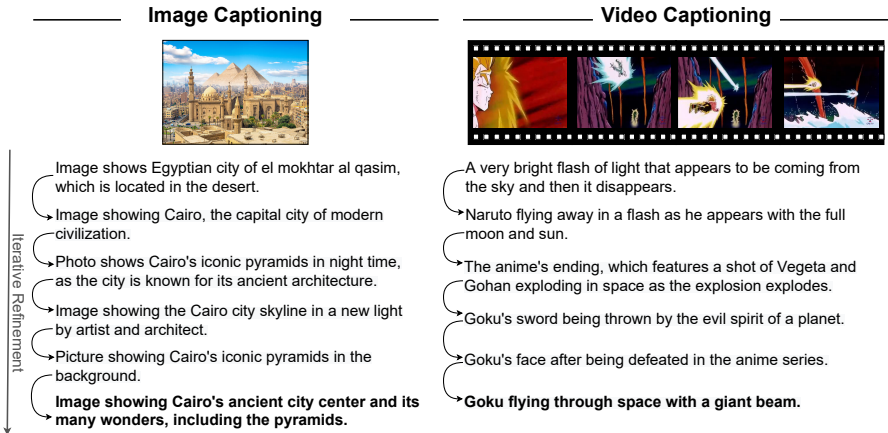 Image Captioning
Image shows Egyptian city of el mokhtar al qasim,
which is located in the desert.
Image showing Cairo, the capital city of modern
civilization.
Photo shows Cairo's iconic pyramids in night time,
as the city is known for its ancient architecture.
Image showing the Cairo city skyline in a new light
by artist and architect.
Picture showing Cairo's iconic pyramids in the
background.
Image showing Cairo's ancient city center and its
many wonders, including the pyramids.
Iterative Refinement
Video Captioning
A very bright flash of light that appears to be coming from
the sky and then it disappears.
Naruto flying away in a flash as he appears with the full
moon and sun.
The anime's ending, which features a shot of Vegeta and
Gohan exploding in space as the explosion explodes.
Goku's sword being thrown by the evil spirit of a planet.
Goku's face after being defeated in the anime series.
Goku flying through space with a giant beam.